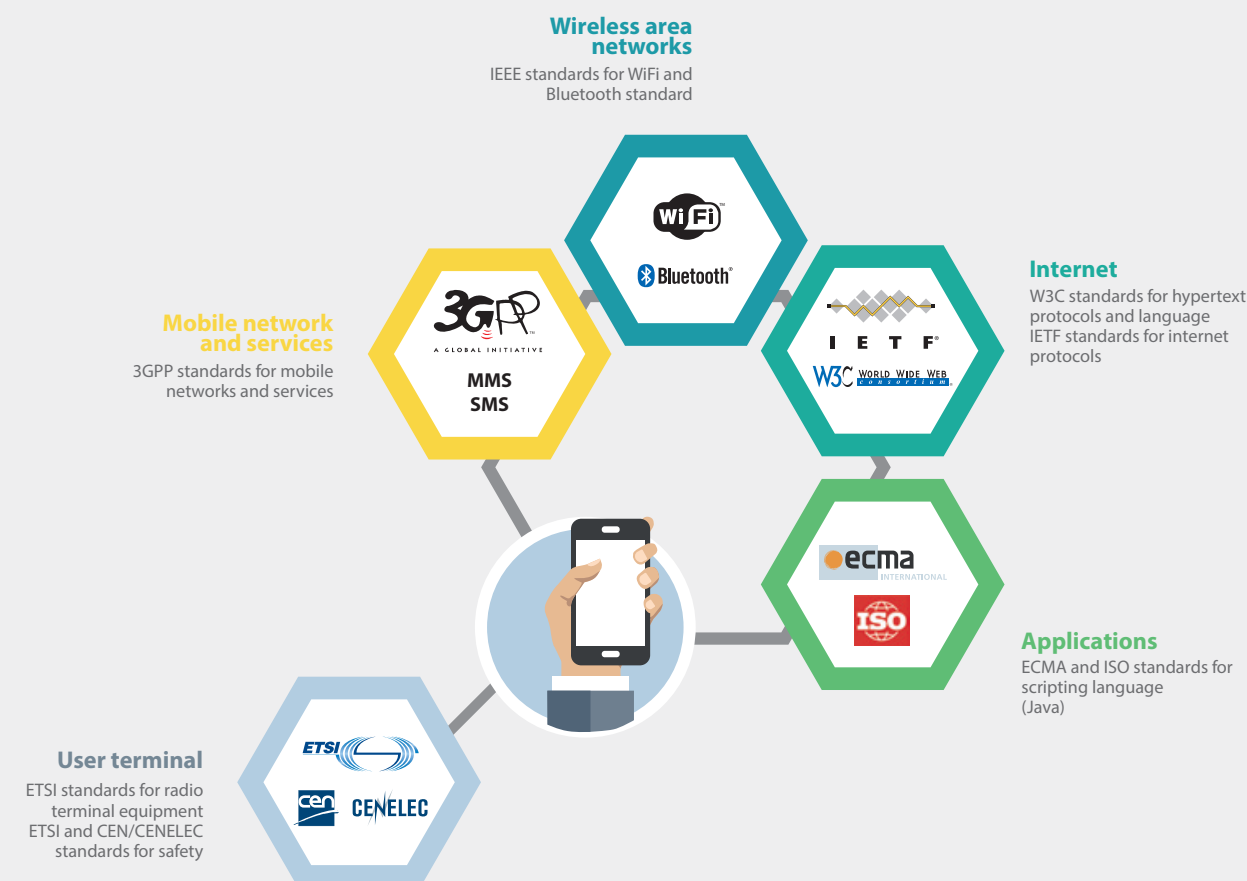 Wireless area
networks
IEEE standards for WiFi and
Bluetooth standard
Wi Fi™
Bluetooth®
3GPP™
A GLOBAL INITIATIVE
MMS
SMS
Mobile network
and services
3GPP standards for mobile
networks and services
I E T F®
W3C WORLD WIDE WEB
consortium
Internet
W3C standards for hypertext
protocols and language
IETF standards for internet
protocols
ecma
INTERNATIONAL
ISO
Applications
ECMA and ISO standards for
scripting language
(Java)
User terminal
ETSI standards for radio
terminal equipment
ETSI and CEN/CENELEC
standards for safety
ETSI
cen CENELEC